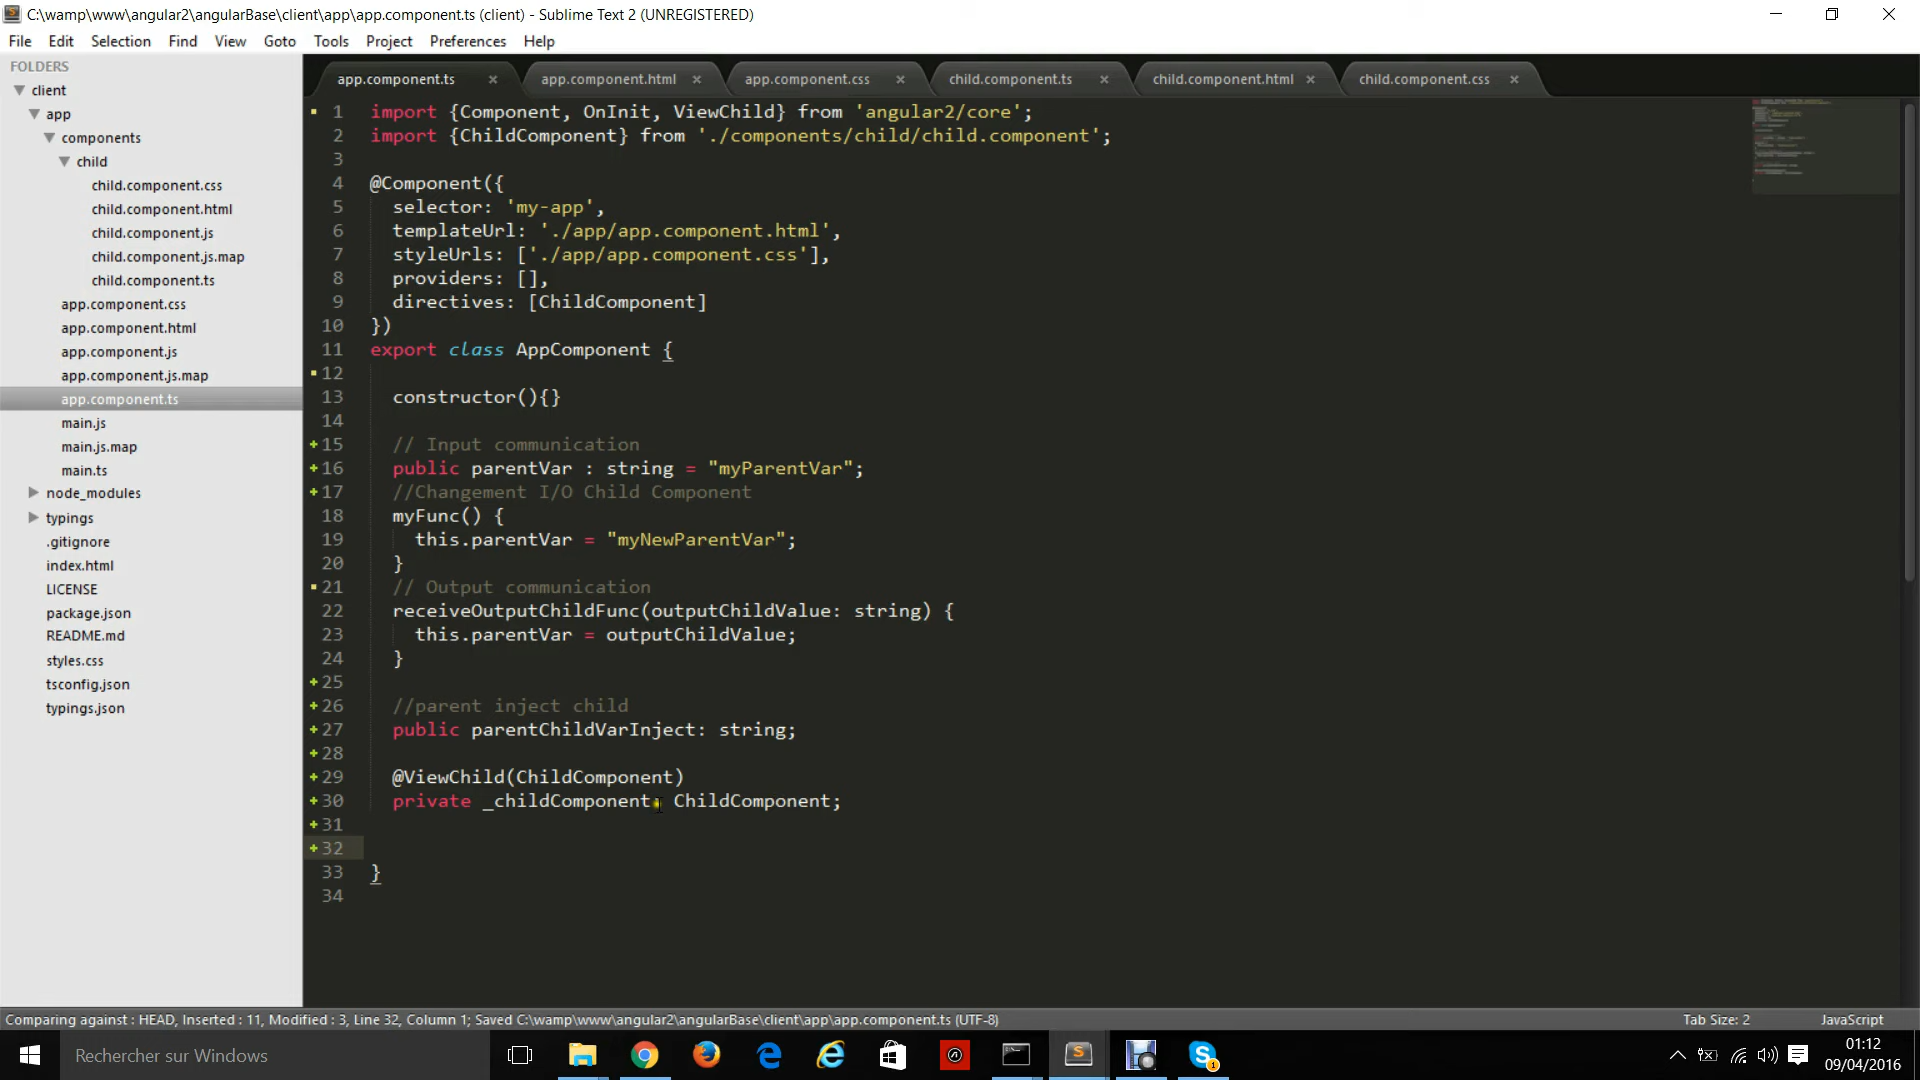 C:\wamp\www\angular2\angularBase\client\app\app.component.ts (client) - Sublime Text 2 (UNREGISTERED)
File Edit Selection Find View Goto Tools Project Preferences Help
FOLDERS
client
app
components
child
child.component.css
child.component.html
child.component.js
child.component.js.map
child.component.ts
app.component.css
app.component.html
app.component.js
app.component.js.map
app.component.ts
main.js
main.js.map
main.ts
node_modules
typings
.gitignore
index.html
LICENSE
package.json
README.md
styles.css
tsconfig.json
typings.json
app.component.ts app.component.html app.component.css child.component.ts child.component.html child.component.css
1 import {Component, OnInit, ViewChild} from 'angular2/core';
2 import {ChildComponent} from './components/child/child.component';
3
4 @Component({
5 selector: 'my-app',
6 templateUrl: './app/app.component.html',
7 styleUrls: ['./app/app.component.css'],
8 providers: [],
9 directives: [ChildComponent]
10 })
11 export class AppComponent {
12
13 constructor(){}
14
15 // Input communication
16 public parentVar : string = "myParentVar";
17 //Changement I/O Child Component
18 myFunc() {
19 this.parentVar = "myNewParentVar";
20 }
21 // Output communication
22 receiveOutputChildFunc(outputChildValue: string) {
23 this.parentVar = outputChildValue;
24 }
25
26 //parent inject child
27 public parentChildVarInject: string;
28
29 @ViewChild(ChildComponent)
30 private _childComponent: ChildComponent;
31
32
33 }
34
Comparing against : HEAD, Inserted : 11, Modified : 3, Line 32, Column 1; Saved C:\wamp\www\angular2\angularBase\client\app\app.component.ts (UTF-8) Tab Size: 2 JavaScript
Rechercher sur Windows
01:12
09/04/2016